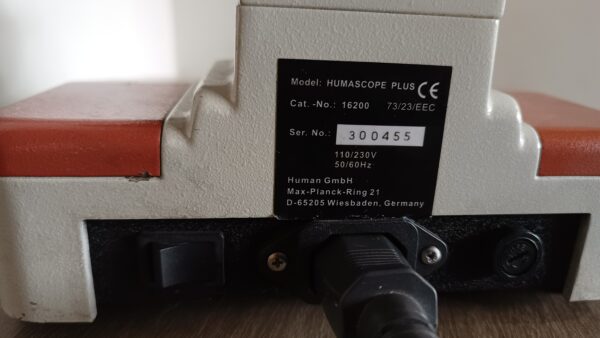 Model: HUMASCOPE PLUS CE
Cat.-No.: 16200 73/23/EEC
Ser. No.: 300455
110/230V
50/60Hz
Human GmbH
Max-Planck-Ring 21
D-65205 Wiesbaden, Germany